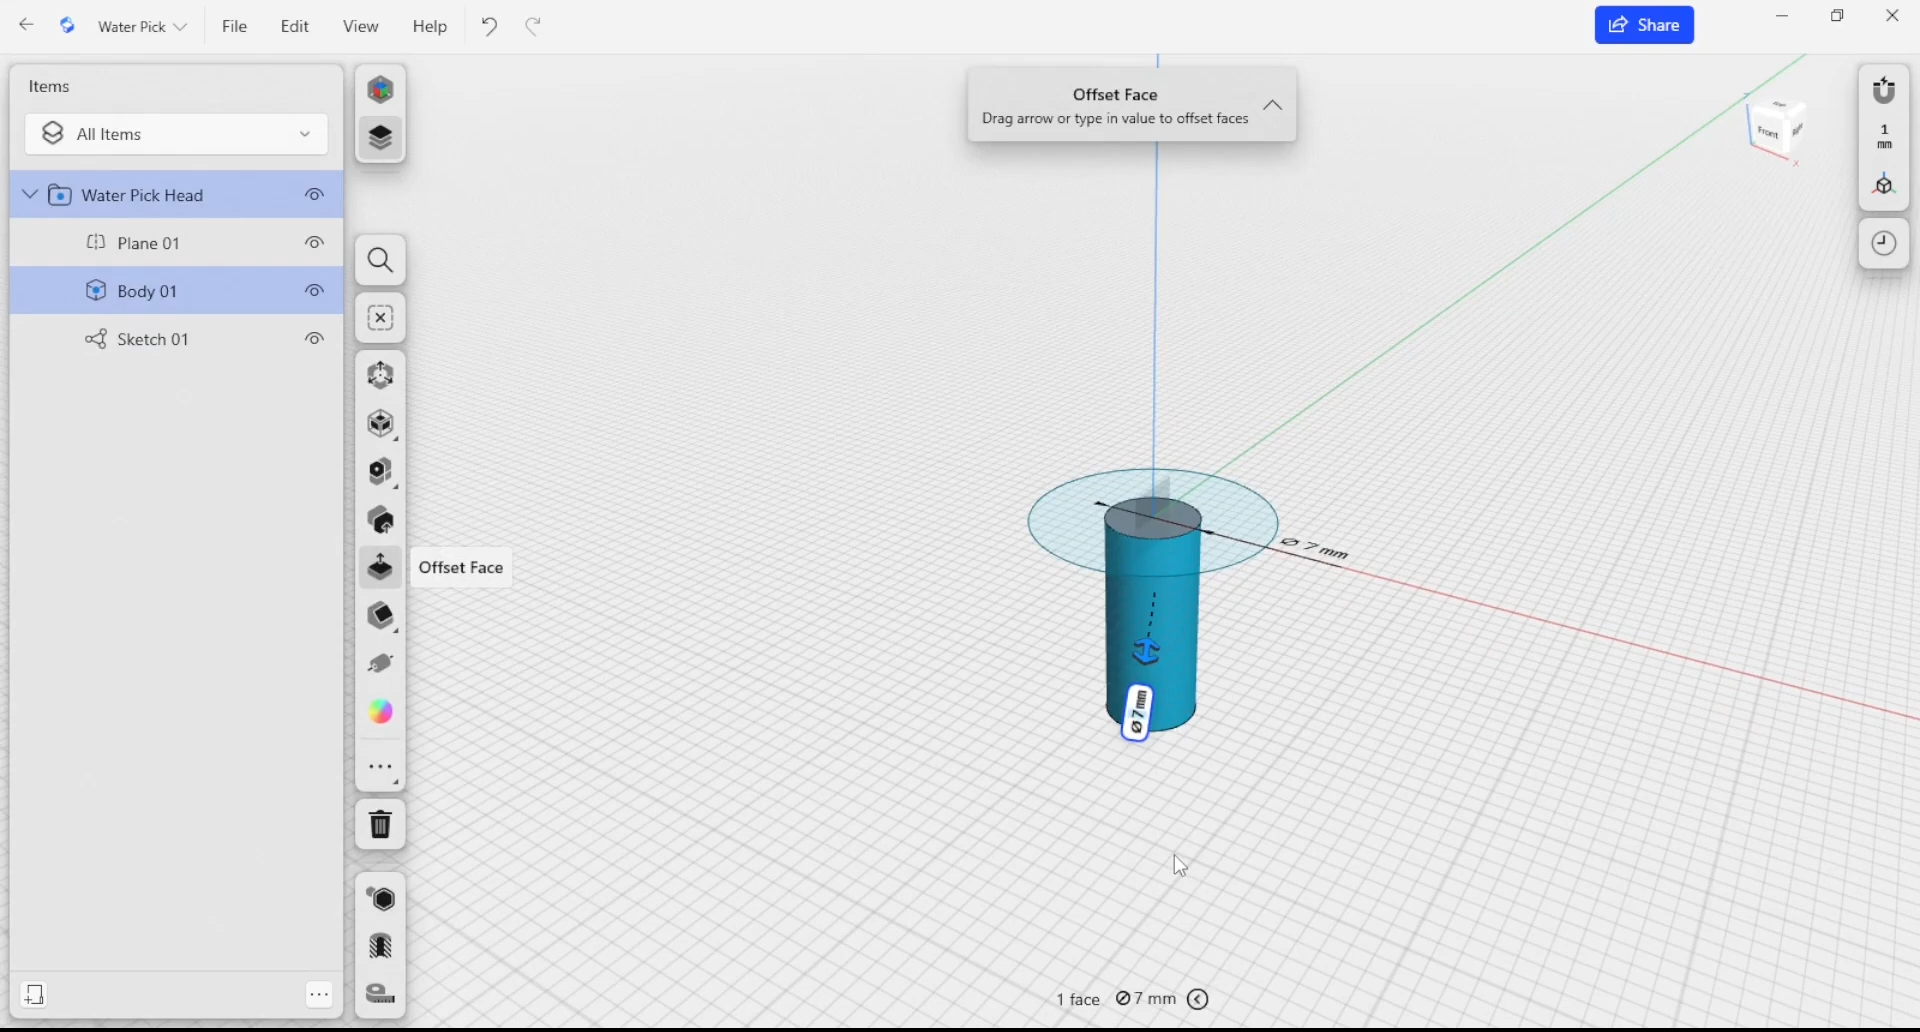 Water Pick
File
Edit
View
Help
Share
Items
All Items
Water Pick Head
Plane 01
Body 01
Sketch 01
Offset Face
Offset Face
Drag arrow or type in value to offset faces
Front
X
1
mm
⌀ 7 mm
⌀ 7 mm
1 face ⌀ 7 mm